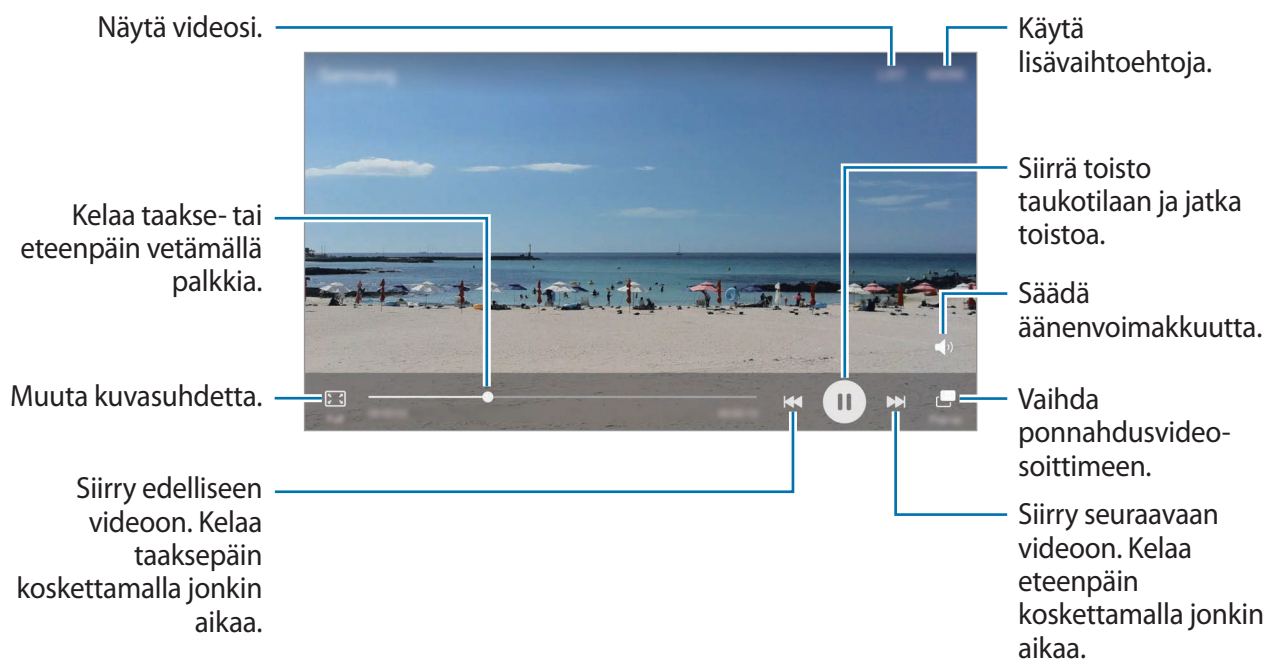 Näytä videosi.
Kelaa taakse- tai
eteenpäin vetämällä
palkkia.
Muuta kuvasuhdetta.
Siirry edelliseen
videoon. Kelaa
taaksepäin
koskettamalla jonkin
aikaa.
Käytä
lisävaihtoehtoja.
Siirrä toisto
taukotilaan ja jatka
toistoa.
Säädä
äänenvoimakkuutta.
Vaihda
ponnahdusvideo-
soittimeen.
Siirry seuraavaan
videoon. Kelaa
eteenpäin
koskettamalla jonkin
aikaa.